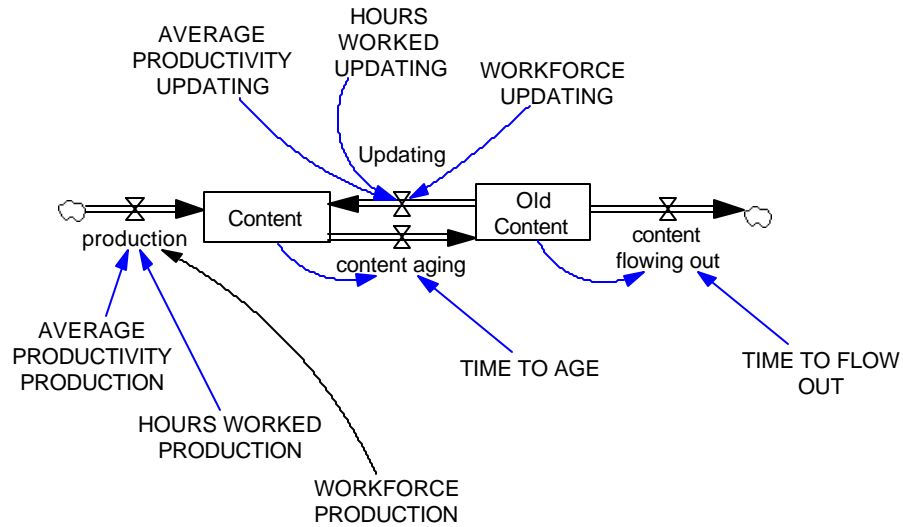 AVERAGE
PRODUCTIVITY
UPDATING
HOURS
WORKED
UPDATING
WORKFORCE
UPDATING
Updating
Content
Old
Content
production
content aging
content
flowing out
AVERAGE
PRODUCTIVITY
PRODUCTION
HOURS WORKED
PRODUCTION
WORKFORCE
PRODUCTION
TIME TO AGE
TIME TO FLOW
OUT